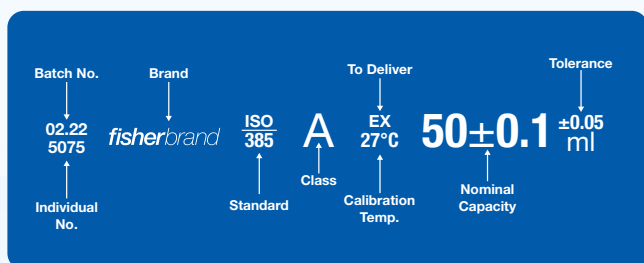 Batch No.
Brand
To Deliver
Tolerance
02.22
5075
fisherbrand
ISO
385
A
EX
27°C
50±0.1
±0.05
ml
Individual
No.
Standard
Class
Calibration
Temp.
Nominal
Capacity